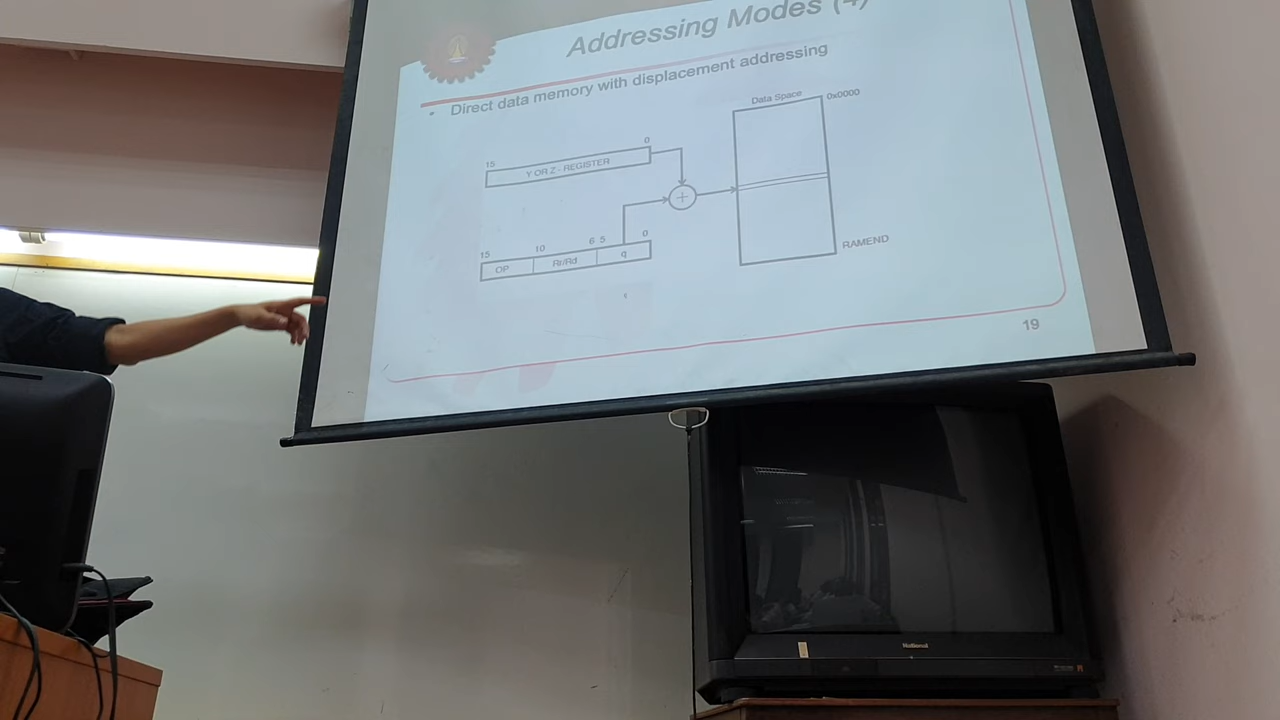 Addressing Modes (4)
• Direct data memory with displacement addressing
Data Space
0x0000
15 0
Y OR Z - REGISTER
+
15 10 6 5 0
OP Rr/Rd q
RAMEND
19
National